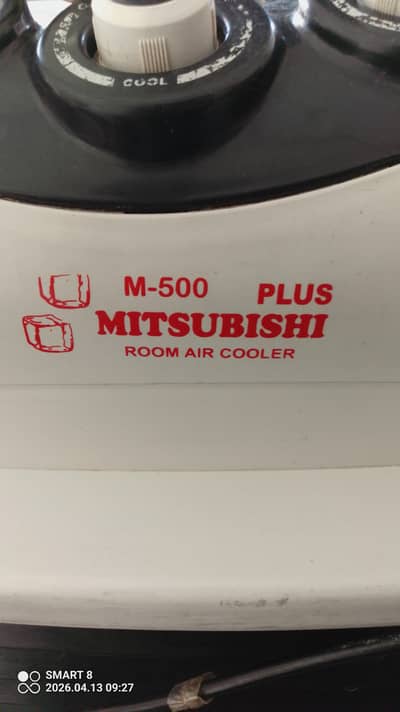 COOL
M-500 PLUS
MITSUBISHI
ROOM AIR COOLER
SMART 8
2026.04.13 09:27